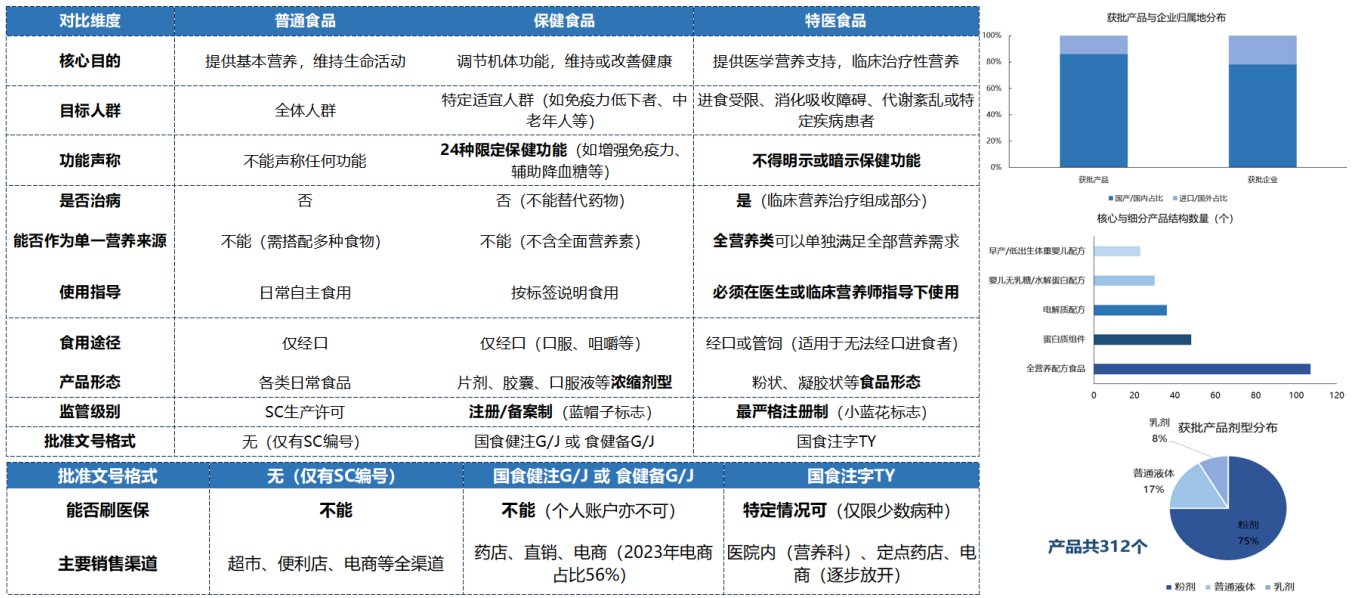 对比维度 普通食品 保健食品 特医食品
核心目的 提供基本营养，维持生命活动 调节机体功能，维持或改善健康 提供医学营养支持，临床治疗性营养
目标人群 全体人群 特定适宜人群（如免疫力低下者、中
老年人等） 进食受限、消化吸收障碍、代谢紊乱或特
定疾病患者
功能声称 不能声称任何功能 24种限定保健功能（如增强免疫力、
辅助降血糖等） 不得明示或暗示保健功能
是否治病 否 否（不能替代药物） 是（临床营养治疗组成部分）
能否作为单一营养来源 不能（需搭配多种食物） 不能（不含全面营养素） 全营养类可以单独满足全部营养需求
使用指导 日常自主食用 按标签说明食用 必须在医生或临床营养师指导下使用
食用途径 仅经口 仅经口（口服、咀嚼等） 经口或管饲（适用于无法经口进食者）
产品形态 各类日常食品 片剂、胶囊、口服液等浓缩剂型 粉状、凝胶状等食品形态
监管级别 SC生产许可 注册/备案制（蓝帽子标志） 最严格注册制（小蓝花标志）
批准文号格式 无（仅有SC编号） 国食健注G/J 或 食健备G/J 国食注字TY
批准文号格式 无（仅有SC编号） 国食健注G/J 或 食健备G/J 国食注字TY
能否刷医保 不能 不能（个人账户亦不可） 特定情况可（仅限少数病种）
主要销售渠道 超市、便利店、电商等全渠道 药店、直销、电商（2023年电商
占比56%） 医院内（营养科）、定点药店、电
商（逐步放开）
获批产品与企业归属地分布
100%
80%
60%
40%
20%
0%
获批产品 获批企业
国产/国内占比 进口/国外占比
核心与细分产品结构数量（个）
早产/低出生体重婴儿配方
婴儿无乳糖/水解蛋白配方
电解质配方
蛋白质组件
全营养配方食品
0 20 40 60 80 100 120
获批产品剂型分布
乳剂
8%
普通液体
17%
粉剂
75%
产品共312个
粉剂 普通液体 乳剂